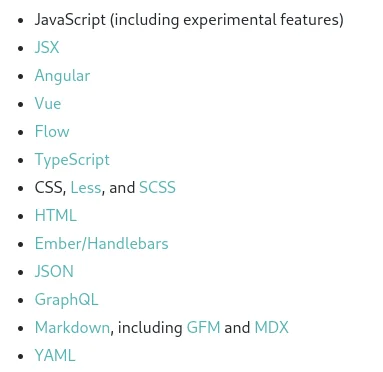 JavaScript (including experimental features)
JSX
Angular
Vue
Flow
TypeScript
CSS, Less, and SCSS
HTML
Ember/Handlebars
JSON
GraphQL
Markdown, including GFM and MDX
YAML